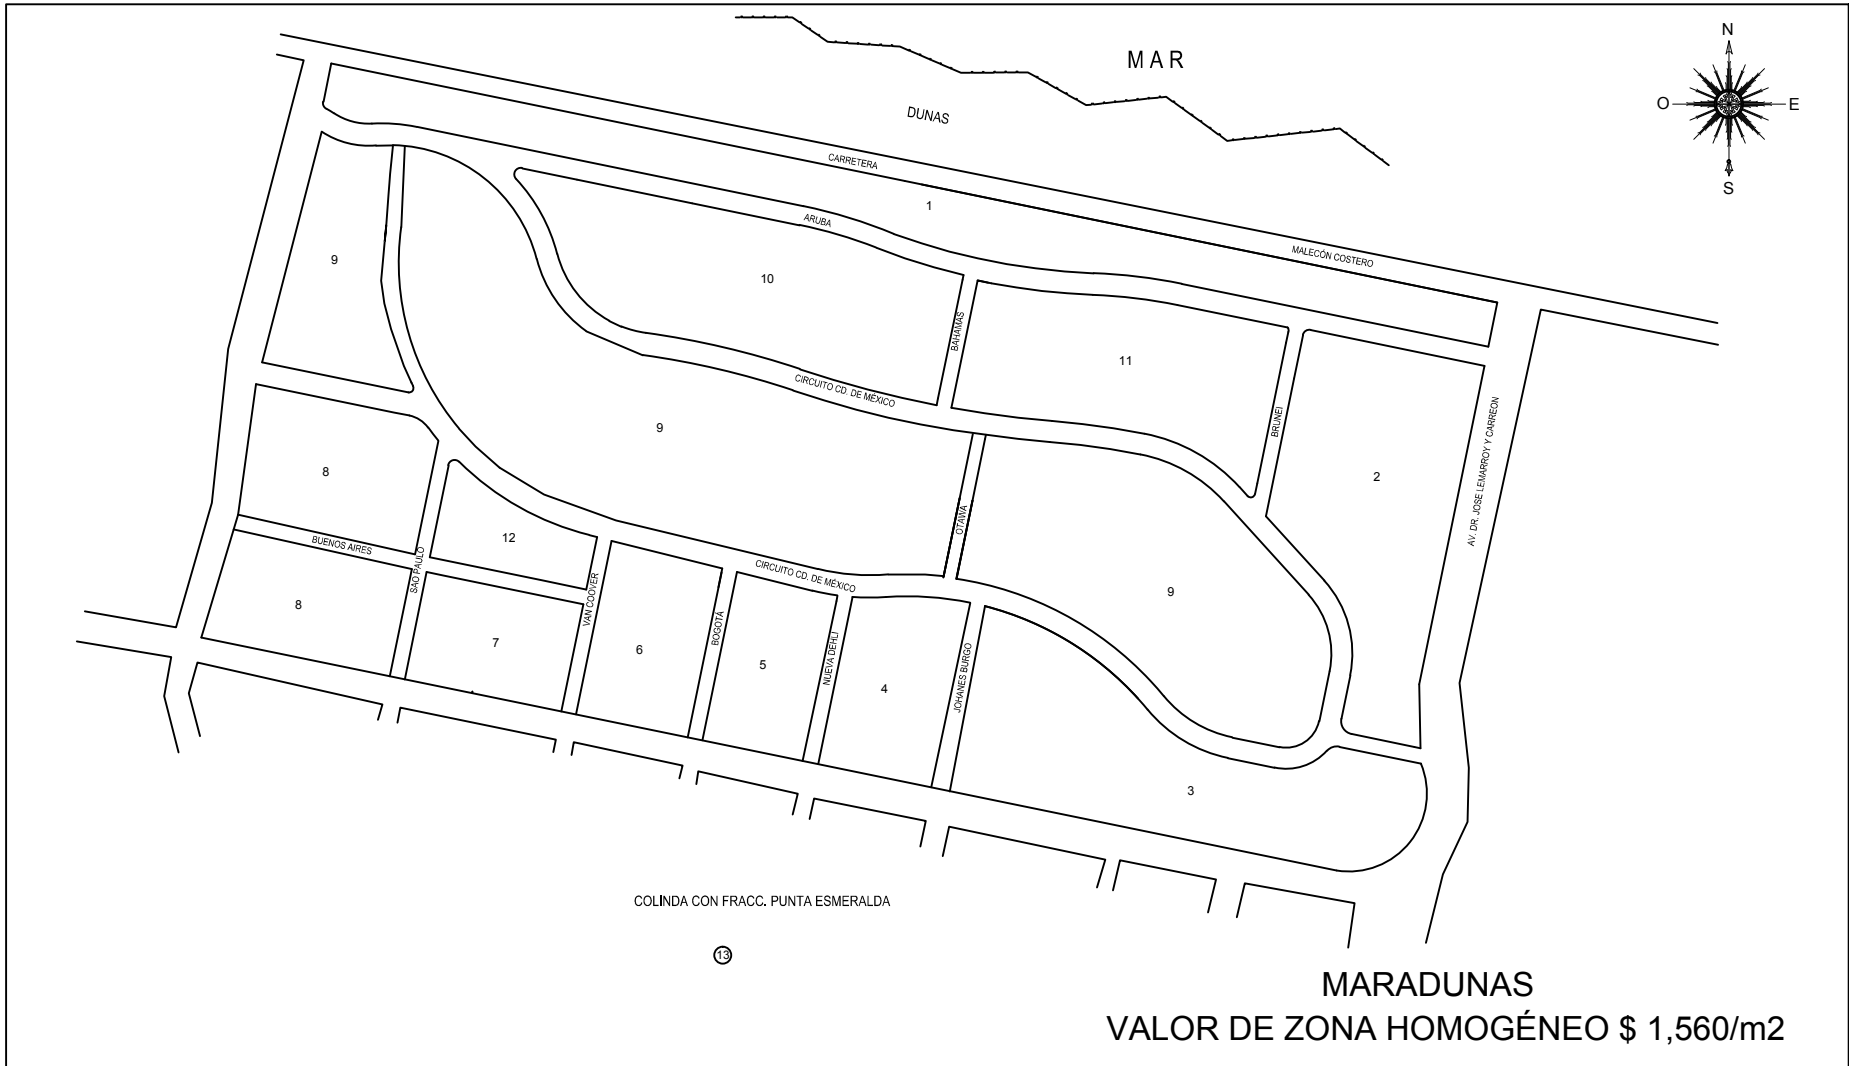 MAR
N
O
E
S
DUNAS
CARRETERA
1
MALECÓN COSTERO
ARUBA
9
10
BAHAMAS
11
CIRCUITO CD. DE MÉXICO
BRUNEI
AV. DR. JOSE LEMARROY Y CARREON
9
2
8
OTAWA
12
BUENOS AIRES
SAO PAULO
CIRCUITO CD. DE MÉXICO
VAN COOVER
9
8
7
6
BOGOTÁ
5
NUEVA DEHLI
4
JOHANES BURGO
3
COLINDA CON FRACC. PUNTA ESMERALDA
13
MARADUNAS
VALOR DE ZONA HOMOGÉNEO $ 1,560/m2